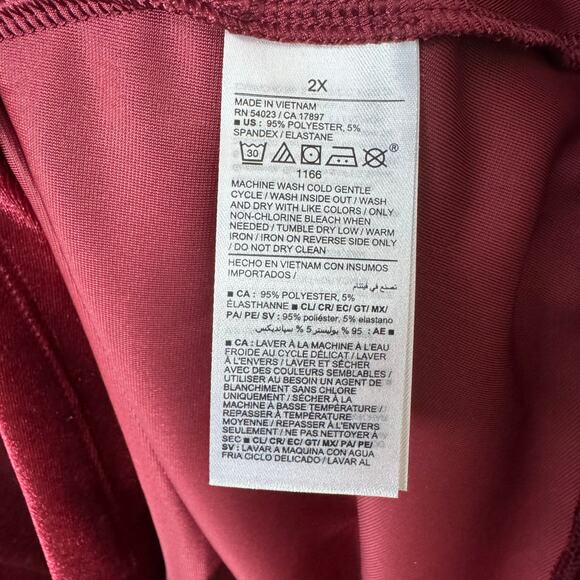 2X
MADE IN VIETNAM
RN 54023 / CA 17897
■ US : 95% POLYESTER, 5%
SPANDEX / ELASTANE
30
®
1166
MACHINE WASH COLD GENTLE
CYCLE / WASH INSIDE OUT / WASH
AND DRY WITH LIKE COLORS / ONLY
NON-CHLORINE BLEACH WHEN
NEEDED / TUMBLE DRY LOW / WARM
IRON / IRON ON REVERSE SIDE ONLY
/ DO NOT DRY CLEAN
HECHO EN VIETNAM CON INSUMOS
IMPORTADOS /
تصنع في فيتنام
■ CA : 95% POLYESTER, 5%
ÉLASTHANNE ■ CL/ CR/ EC/ GT/ MX/
PA/ PE/ SV : 95% poliéster, 5% elastano
■ AE : 95 % بوليستر 5 % سپانديكس
■ CA : LAVER À LA MACHINE À L'EAU
FROIDE AU CYCLE DÉLICAT / LAVER
À L'ENVERS / LAVER ET SÉCHER
AVEC DES COULEURS SEMBLABLES /
UTILISER AU BESOIN UN AGENT DE
BLANCHIMENT SANS CHLORE
UNIQUEMENT / SÉCHER À LA
MACHINE À BASSE TEMPÉRATURE /
REPASSER À TEMPÉRATURE
MOYENNE / REPASSER À L'ENVERS
SEULEMENT / NE PAS NETTOYER À
SEC ■ CL/ CR/ EC/ GT/ MX/ PA/ PE/
SV : LAVAR A MAQUINA CON AGUA
FRIA CICLO DELICADO / LAVAR AL